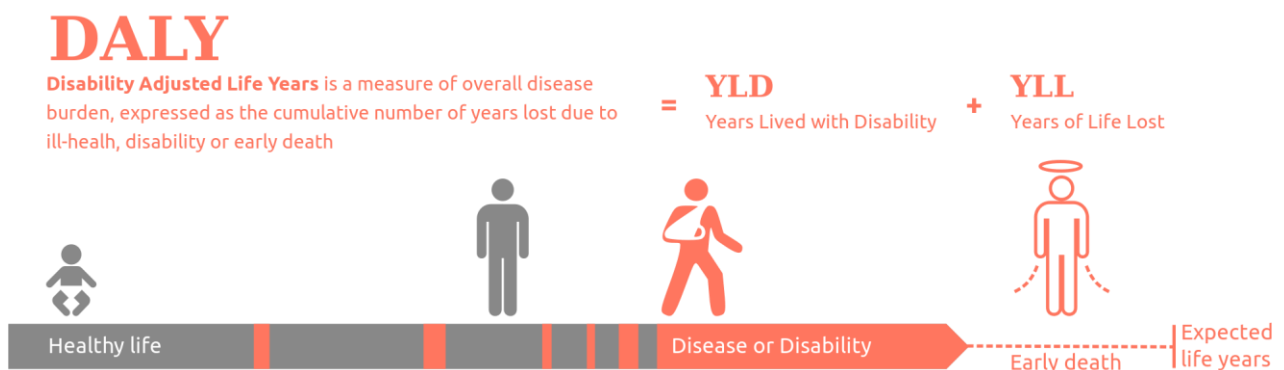 DALY
Disability Adjusted Life Years is a measure of overall disease
burden, expressed as the cumulative number of years lost due to
ill-healh, disability or early death
=
YLD
Years Lived with Disability
+
YLL
Years of Life Lost
Healthy life
Disease or Disability
Early death
Expected
life years